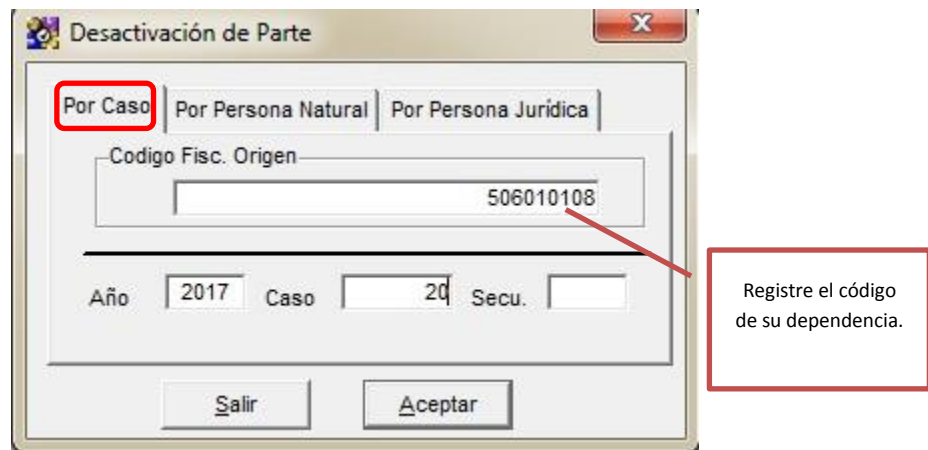 Desactivación de Parte
Por Caso Por Persona Natural Por Persona Jurídica
Codigo Fisc. Origen
506010108
Año 2017 Caso 20 Secu.
Registre el código
de su dependencia.
Salir Aceptar